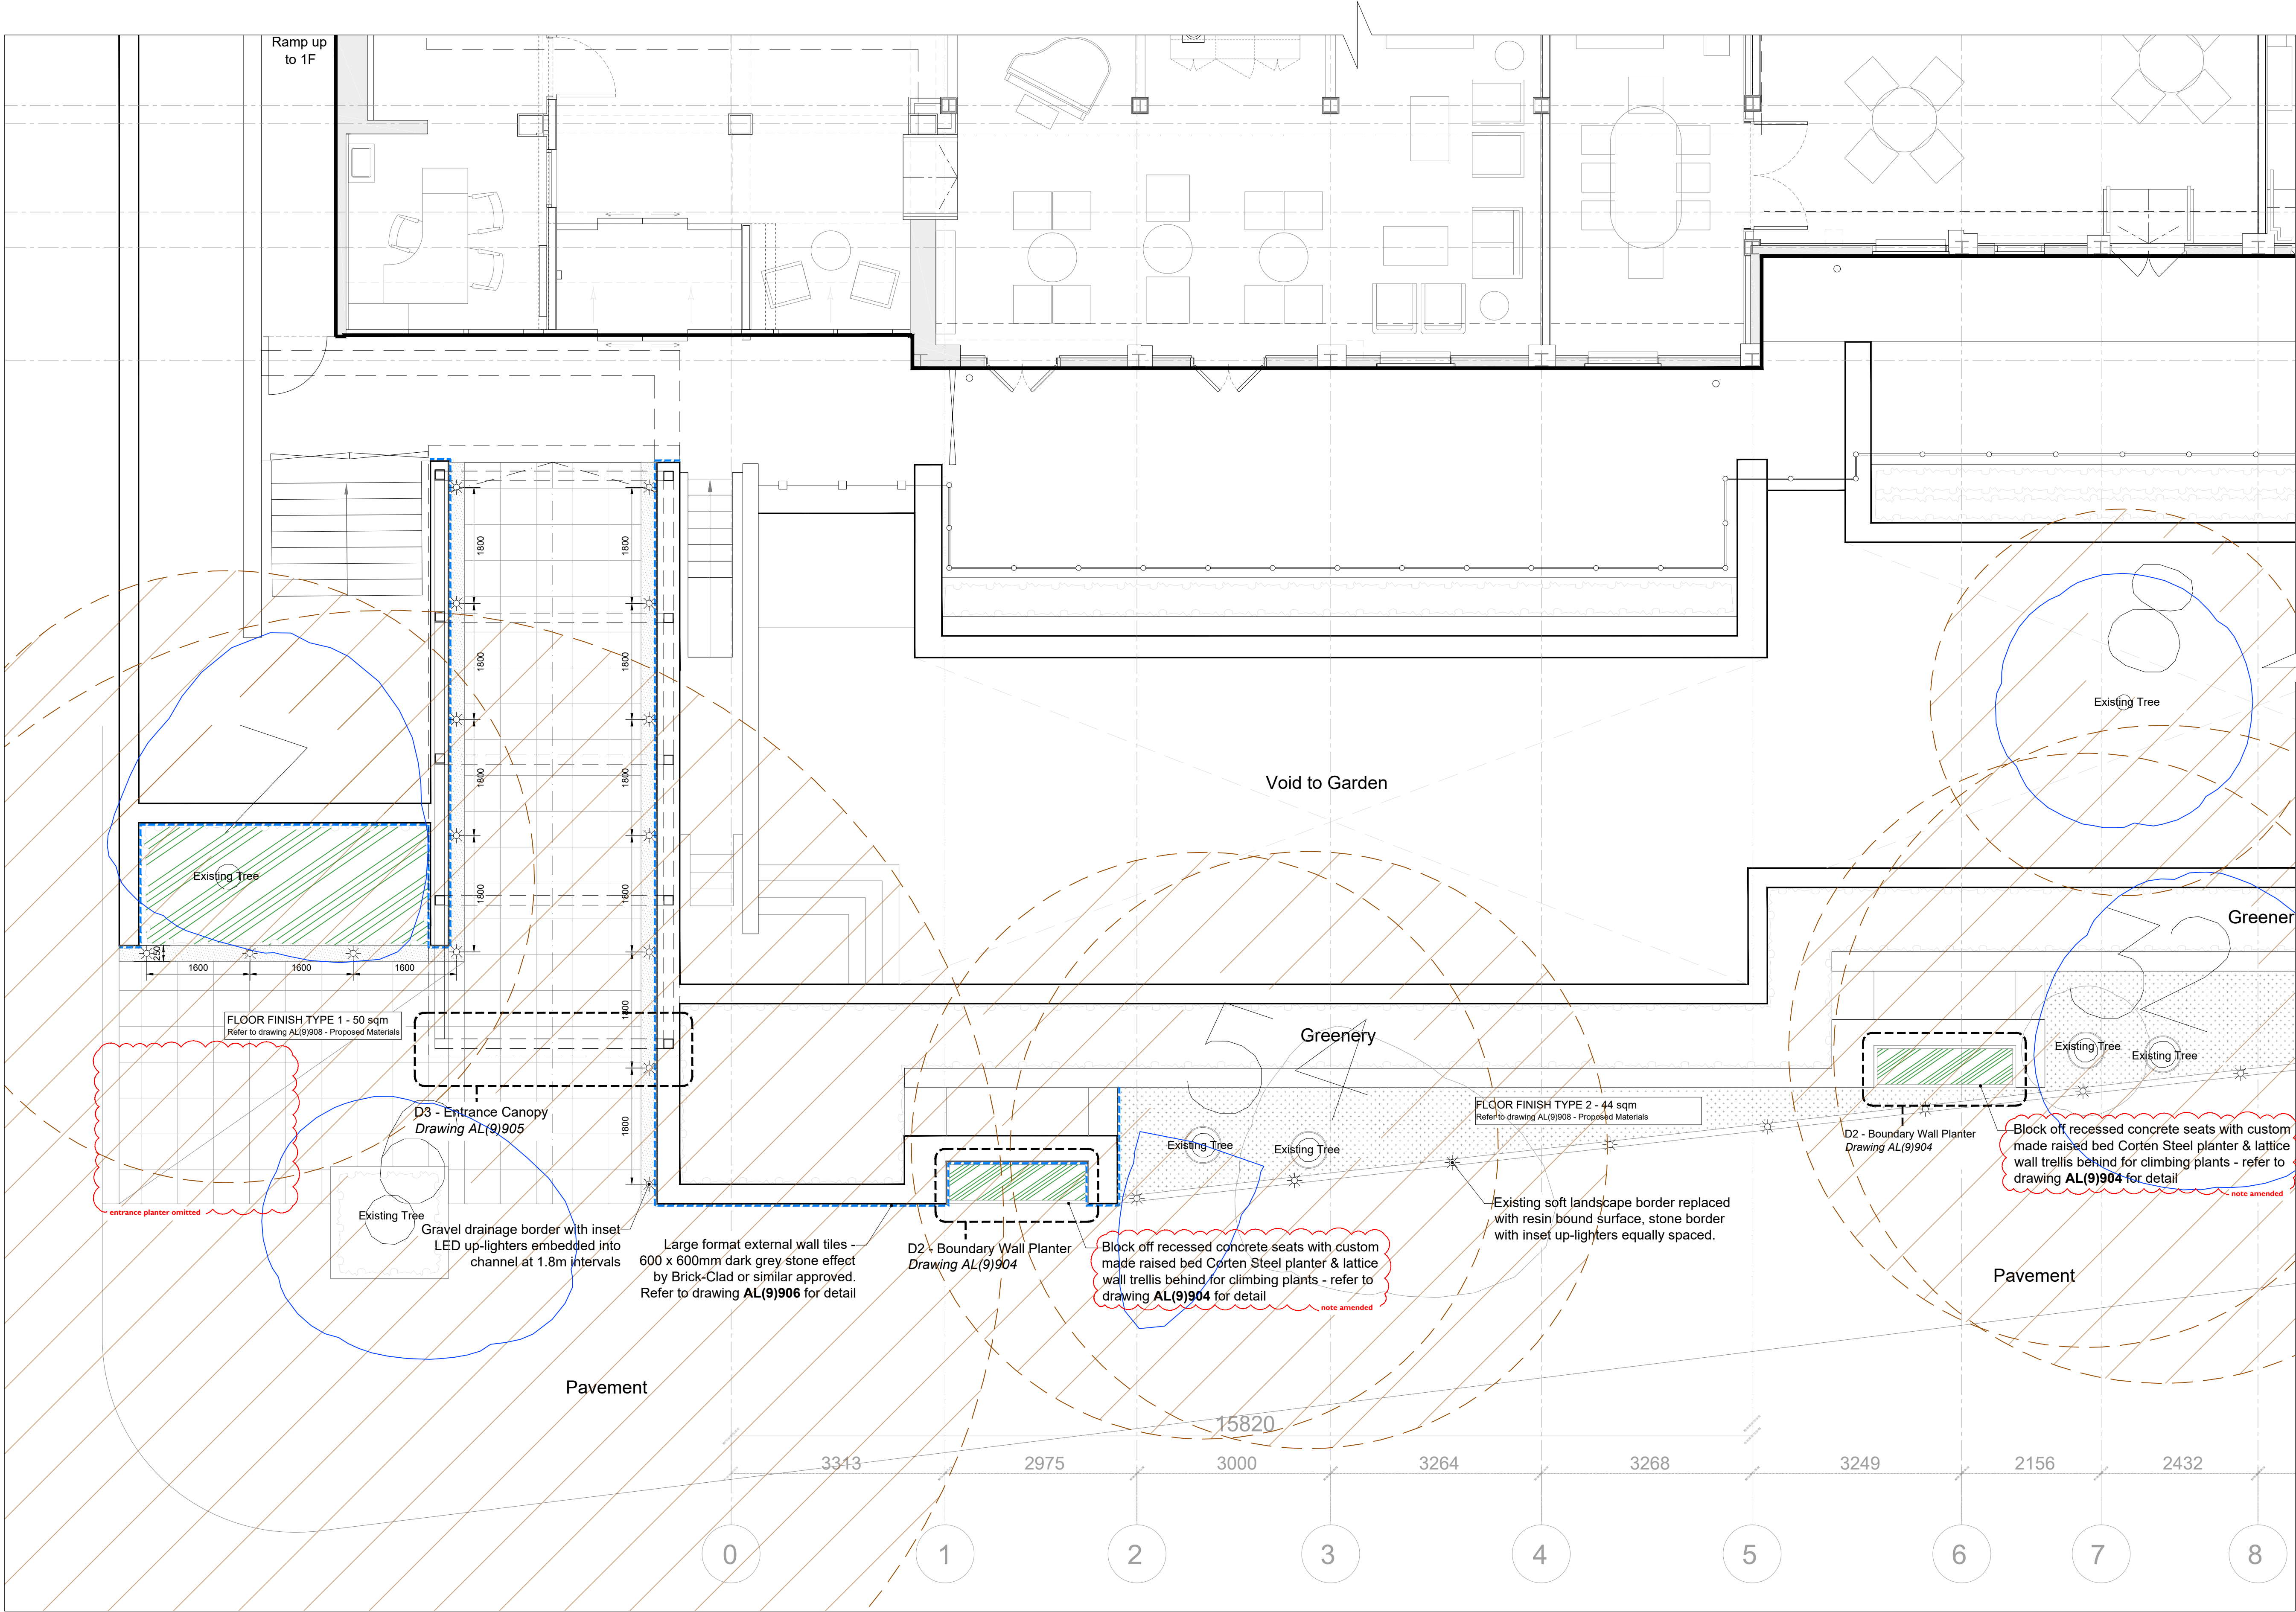 Ramp up
to 1F
1800
1800
1800
1800
1800
1800
1800
1800
1800
1800
Void to Garden
Existing Tree
Existing Tree
250
1600
1600
1600
FLOOR FINISH TYPE 1 - 50 sqm
Refer to drawing AL(9)908 - Proposed Materials
entrance planter omitted
D3 - Entrance Canopy
Drawing AL(9)905
Existing Tree
Gravel drainage border with inset
LED up-lighters embedded into
channel at 1.8m intervals
Large format external wall tiles -
600 x 600mm dark grey stone effect
by Brick-Clad or similar approved.
Refer to drawing AL(9)906 for detail
Greenery
Existing Tree
Existing Tree
D2 - Boundary Wall Planter
Drawing AL(9)904
Block off recessed concrete seats with custom
made raised bed Corten Steel planter & lattice
wall trellis behind for climbing plants - refer to
drawing AL(9)904 for detail
note amended
FLOOR FINISH TYPE 2 - 44 sqm
Refer to drawing AL(9)908 - Proposed Materials
Existing soft landscape border replaced
with resin bound surface, stone border
with inset up-lighters equally spaced.
Greener
Existing Tree
Existing Tree
D2 - Boundary Wall Planter
Drawing AL(9)904
Block off recessed concrete seats with custom
made raised bed Corten Steel planter & lattice
wall trellis behind for climbing plants - refer to
drawing AL(9)904 for detail
note amended
Pavement
Pavement
15820
3313
2975
3000
3264
3268
3249
2156
2432
0
1
2
3
4
5
6
7
8